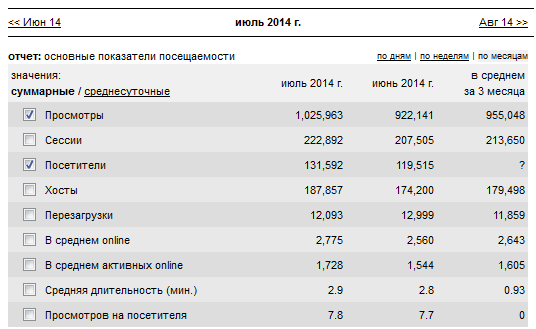 << Июн 14 июль 2014 г. Авг 14 >>
отчет: основные показатели посещаемости по дням | по неделям | по месяцам
значения:
суммарные / среднесуточные июль 2014 г. июнь 2014 г. в среднем за 3 месяца
Просмотры 1,025,963 922,141 955,048
Сессии 222,892 207,505 213,650
Посетители 131,592 119,515 ?
Хосты 187,857 174,200 179,498
Перезагрузки 12,093 12,999 11,859
В среднем online 2,775 2,560 2,643
В среднем активных online 1,728 1,544 1,605
Средняя длительность (мин.) 2.9 2.8 0.93
Просмотров на посетителя 7.8 7.7 0